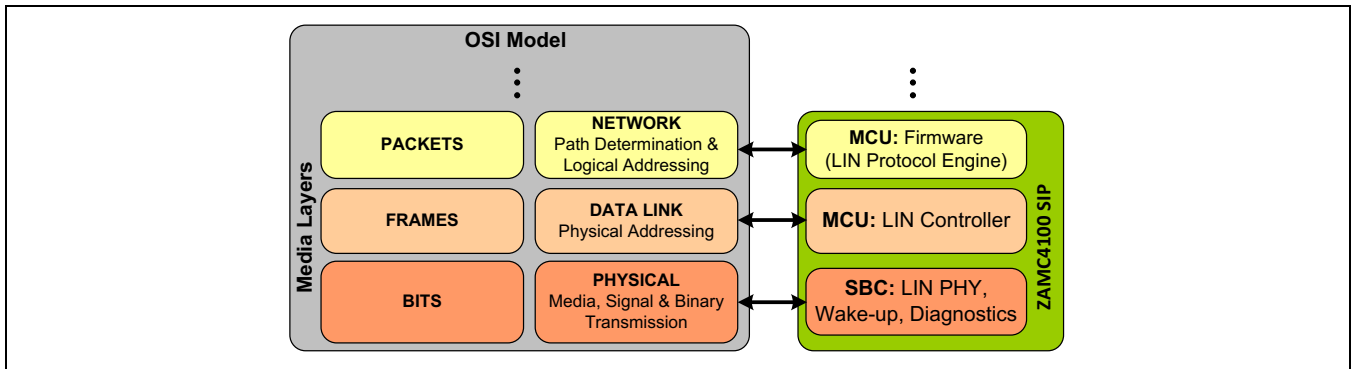 OSI Model
Media Layers
PACKETS
NETWORK
Path Determination &
Logical Addressing
MCU: Firmware
(LIN Protocol Engine)
FRAMES
DATA LINK
Physical Addressing
MCU: LIN Controller
BITS
PHYSICAL
Media, Signal & Binary
Transmission
SBC: LIN PHY,
Wake-up, Diagnostics
ZAMC4100 SIP